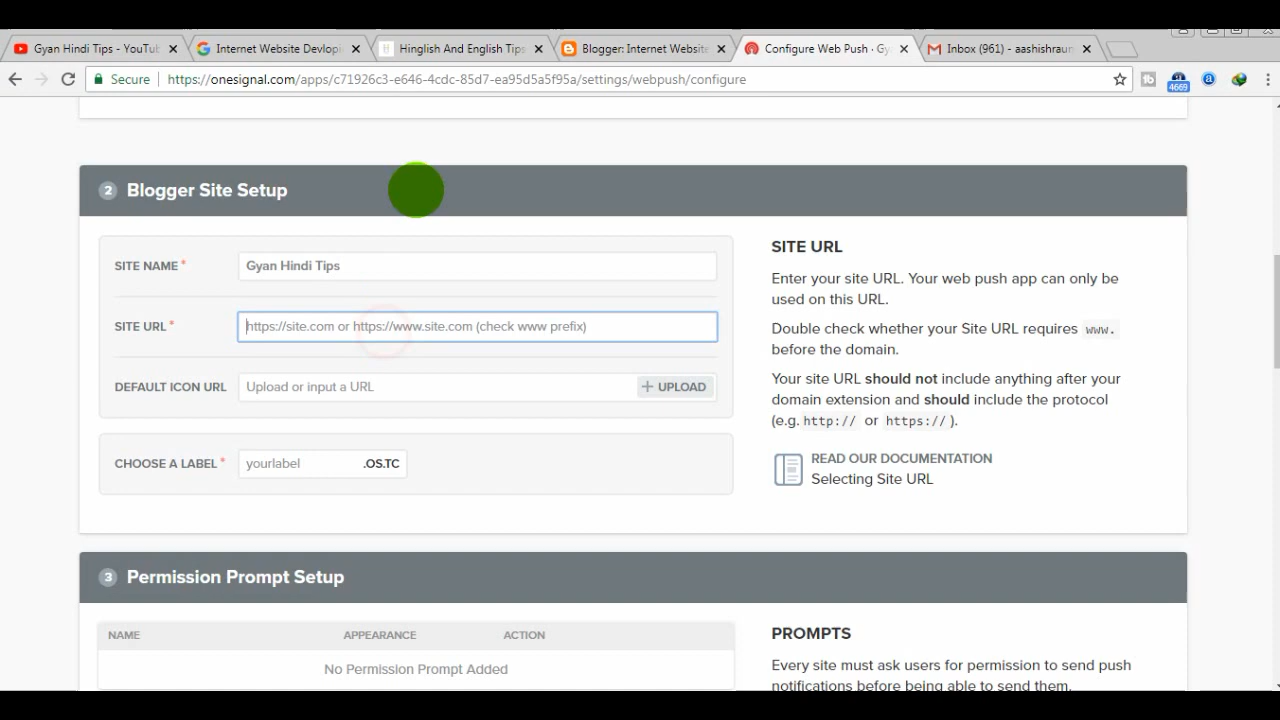 Gyan Hindi Tips - YouTu
Internet Website Devlopi
Hinglish And English Tips
Blogger: Internet Website
Configure Web Push · Gy
Inbox (961) - aashishraun
Secure
https://onesignal.com/apps/c71926c3-e646-4cdc-85d7-ea95d5a5f95a/settings/webpush/configure
4669
2 Blogger Site Setup
SITE NAME *
Gyan Hindi Tips
SITE URL *
https://site.com or https://www.site.com (check www prefix)
DEFAULT ICON URL
Upload or input a URL
+ UPLOAD
CHOOSE A LABEL *
yourlabel
.OS.TC
SITE URL
Enter your site URL. Your web push app can only be
used on this URL.
Double check whether your Site URL requires www.
before the domain.
Your site URL should not include anything after your
domain extension and should include the protocol
(e.g. http:// or https:// ).
READ OUR DOCUMENTATION
Selecting Site URL
3 Permission Prompt Setup
NAME
APPEARANCE
ACTION
No Permission Prompt Added
PROMPTS
Every site must ask users for permission to send push
notifications before being able to send them.